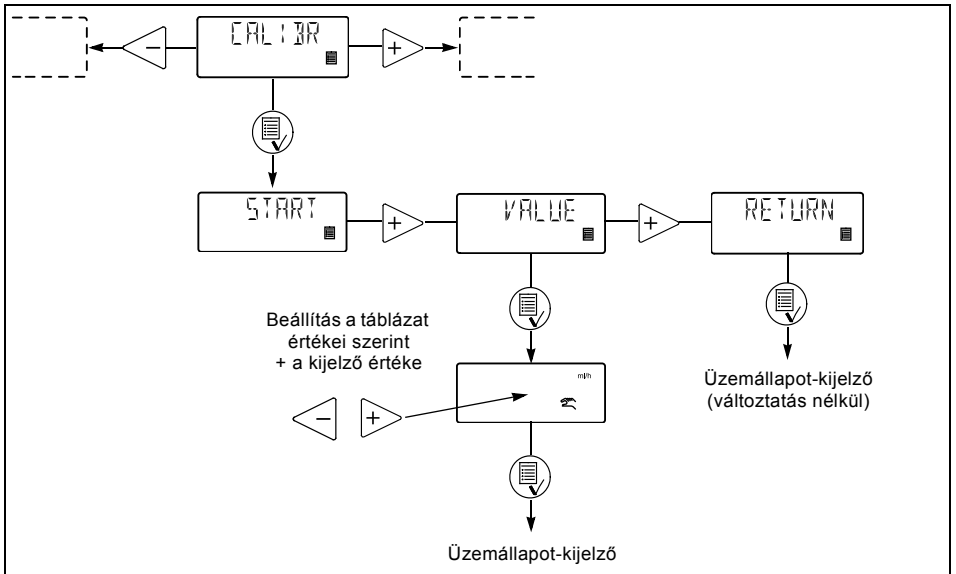 CALIBR
START
VALUE
RETURN
Beállítás a táblázat
értékei szerint
+ a kijelző értéke
ml/h
Üzemállapot-kijelző
(változtatás nélkül)
Üzemállapot-kijelző